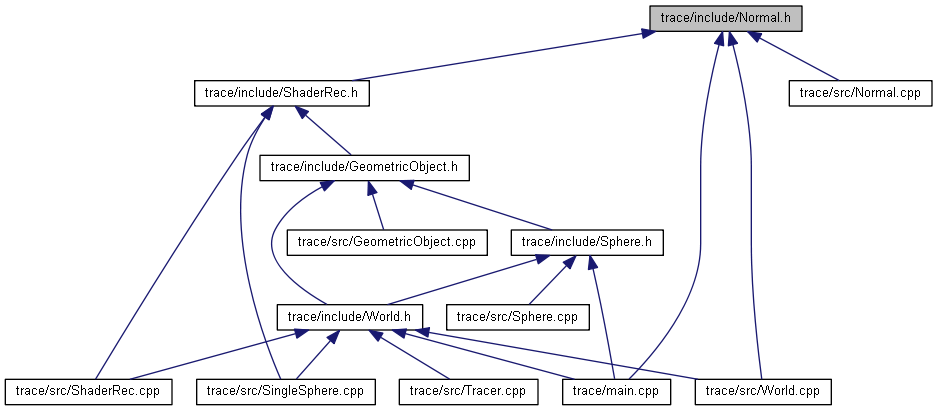 trace/include/Normal.h
trace/include/ShaderRec.h
trace/src/Normal.cpp
trace/include/GeometricObject.h
trace/src/GeometricObject.cpp
trace/include/Sphere.h
trace/include/World.h
trace/src/Sphere.cpp
trace/src/ShaderRec.cpp
trace/src/SingleSphere.cpp
trace/src/Tracer.cpp
trace/main.cpp
trace/src/World.cpp